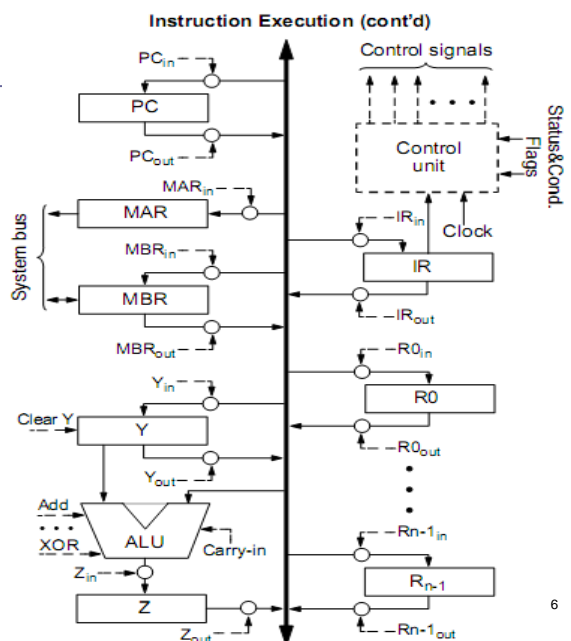 Instruction Execution (cont'd)
PCin
PC
PCout
MARin
MAR
MBRin
MBR
MBRout
System bus
Yin
Clear Y
Y
Yout
Add
• • •
XOR
ALU
Carry-in
Zin
Z
Zout
Control signals
• • •
Control
unit
Status&Cond.
Flags
Clock
IRin
IR
IRout
R0in
R0
R0out
Rn-1in
Rn-1
Rn-1out
6